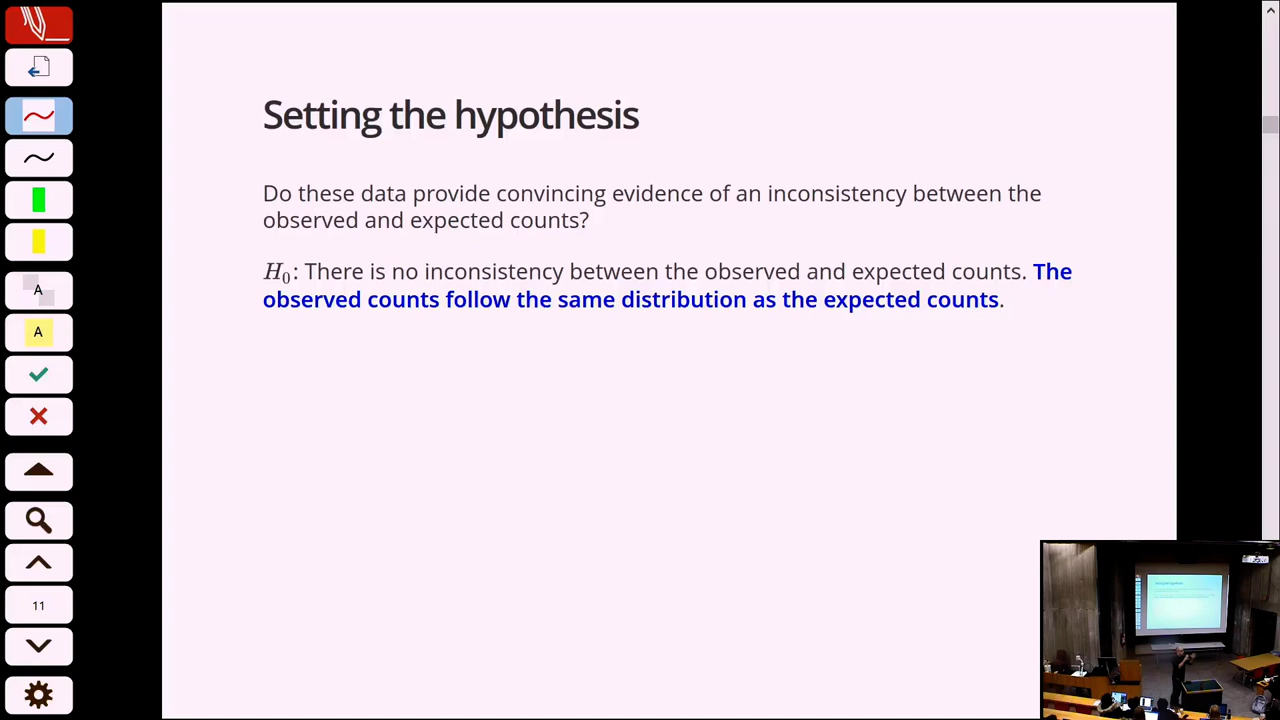 Setting the hypothesis
Do these data provide convincing evidence of an inconsistency between the
observed and expected counts?
H₀: There is no inconsistency between the observed and expected counts. The
observed counts follow the same distribution as the expected counts.
A
A
11